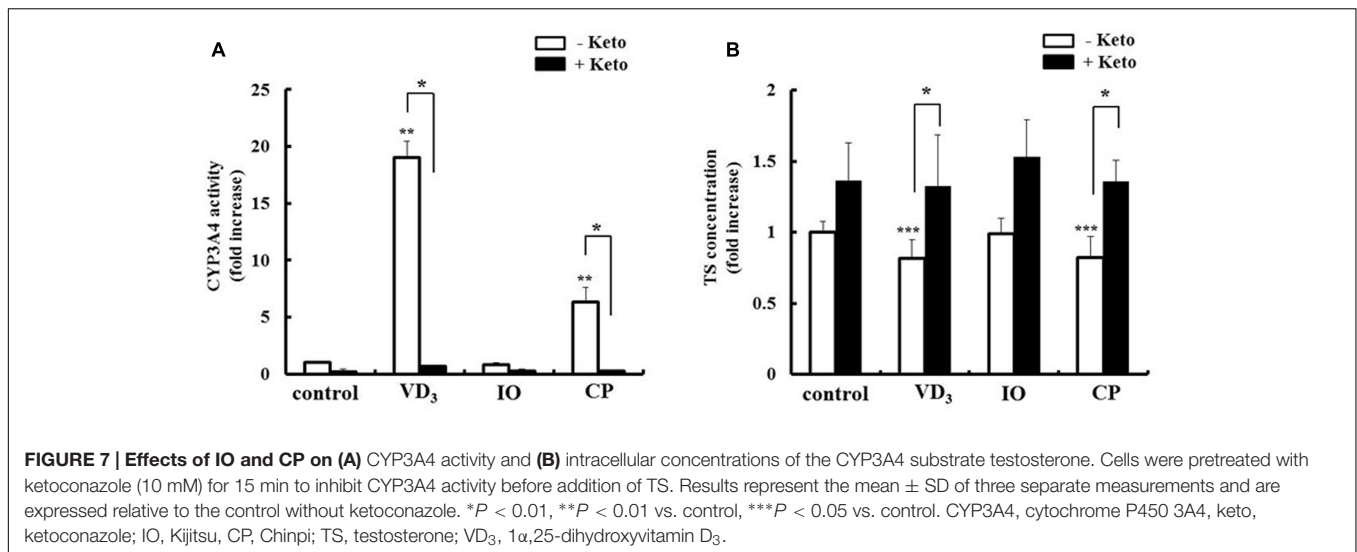 A
- Keto
+ Keto
25
20
15
10
5
0
CYP3A4 activity
(fold increase)
*
**
*
**
control VD₃ IO CP
B
- Keto
+ Keto
2
1.5
1
0.5
0
TS concentration
(fold increase)
*
***
*
***
control VD₃ IO CP
FIGURE 7 | Effects of IO and CP on (A) CYP3A4 activity and (B) intracellular concentrations of the CYP3A4 substrate testosterone. Cells were pretreated with
ketoconazole (10 mM) for 15 min to inhibit CYP3A4 activity before addition of TS. Results represent the mean ± SD of three separate measurements and are
expressed relative to the control without ketoconazole. *P < 0.01, **P < 0.01 vs. control, ***P < 0.05 vs. control. CYP3A4, cytochrome P450 3A4, keto,
ketoconazole; IO, Kijitsu, CP, Chinpi; TS, testosterone; VD₃, 1α,25-dihydroxyvitamin D₃.